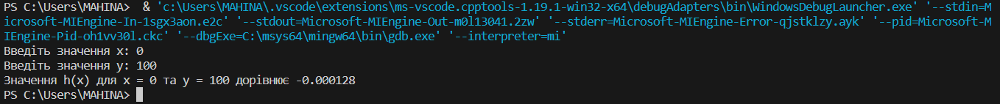 PS C:\Users\MAHINA>  & 'c:\Users\MAHINA\.vscode\extensions\ms-vscode.cpptools-1.19.1-win32-x64\debugAdapters\bin\WindowsDebugLauncher.exe' '--stdin=M
icrosoft-MIEngine-In-1sgx3aon.e2c' '--stdout=Microsoft-MIEngine-Out-m0l13041.2zw' '--stderr=Microsoft-MIEngine-Error-qjstklzy.ayk' '--pid=Microsoft-M
IEngine-Pid-oh1vv30l.ckc' '--dbgExe=C:\msys64\mingw64\bin\gdb.exe' '--interpreter=mi'
Введіть значення x: 0
Введіть значення y: 100
Значення h(x) для x = 0 та y = 100 дорівнює -0.000128
PS C:\Users\MAHINA>